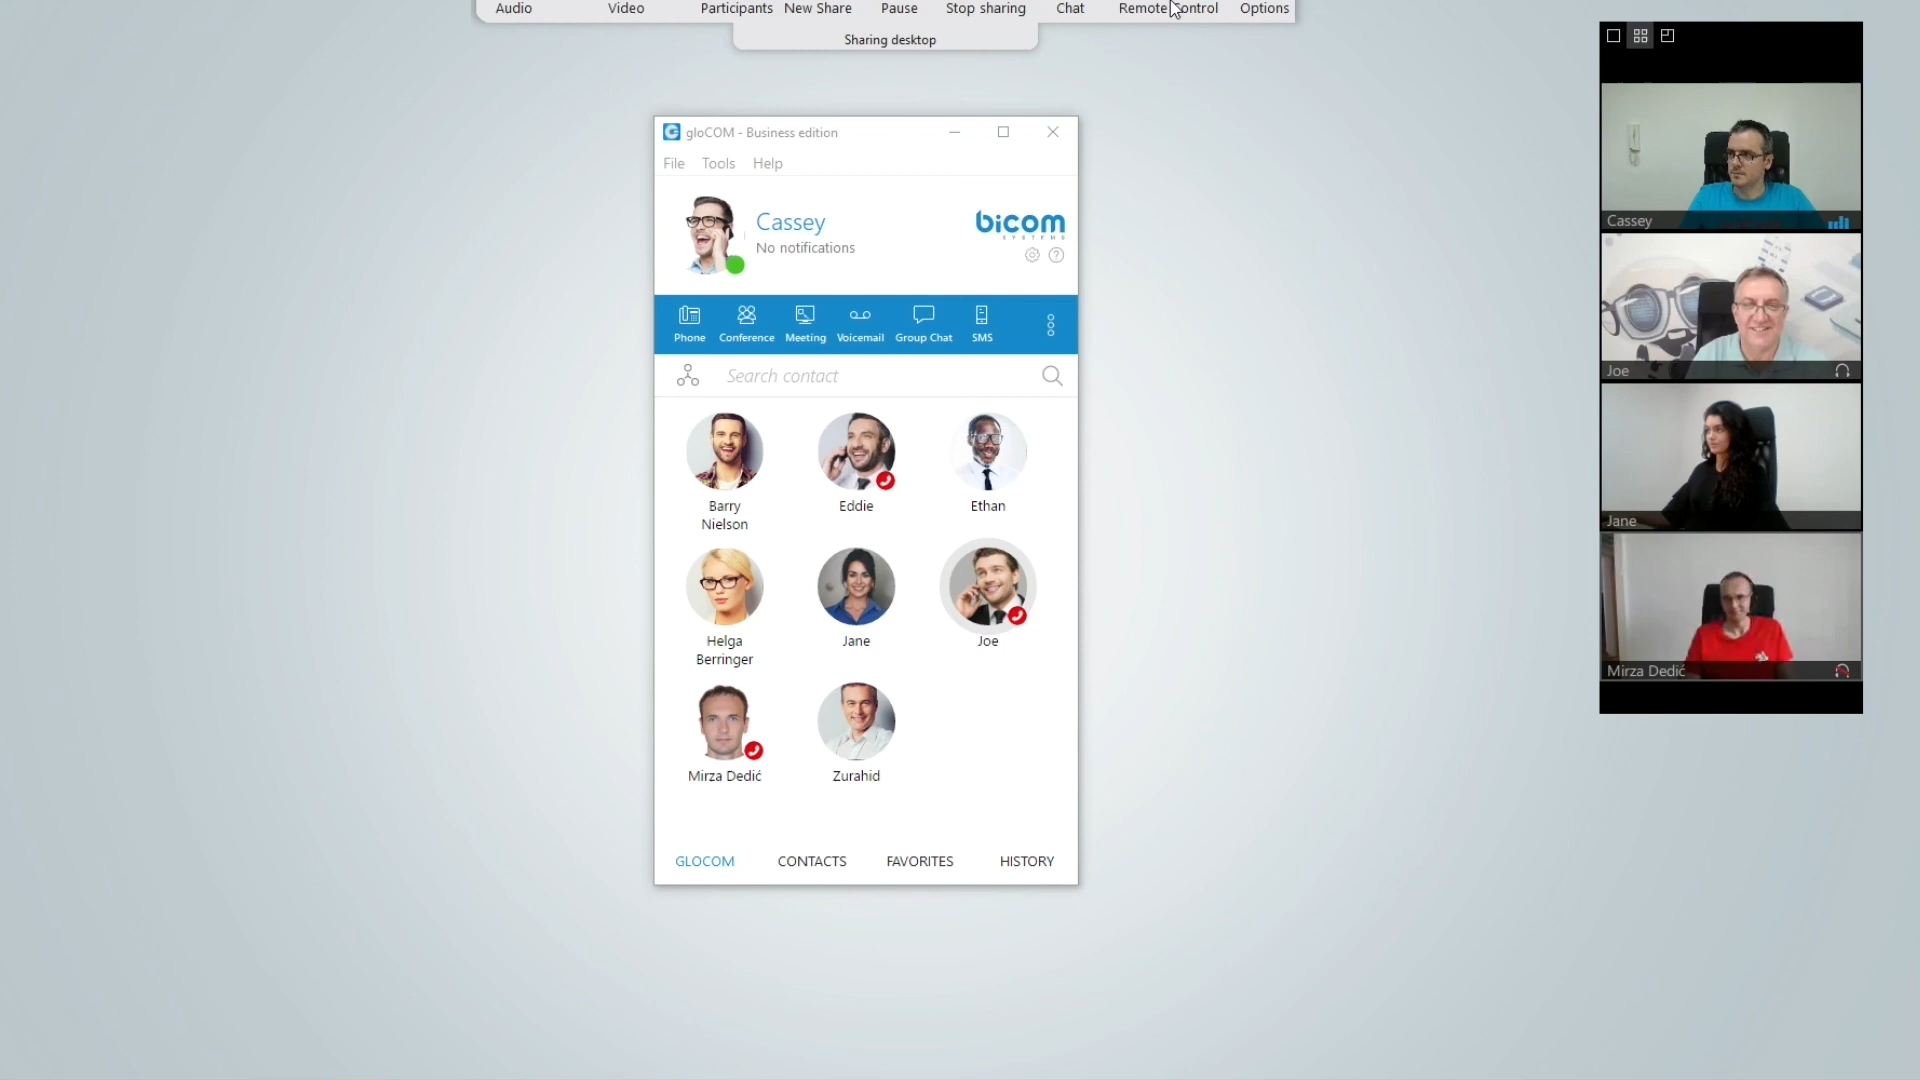 Audio Video Participants New Share Pause Stop sharing Chat Remote Control Options
Sharing desktop
gloCOM - Business edition
File Tools Help
Cassey
No notifications
bicom
SYSTEMS
Phone Conference Meeting Voicemail Group Chat SMS
Search contact
Barry
Nielson
Eddie
Ethan
Helga
Berringer
Jane
Joe
Mirza Dedić
Zurahid
GLOCOM CONTACTS FAVORITES HISTORY
Cassey
Joe
Jane
Mirza Dedić